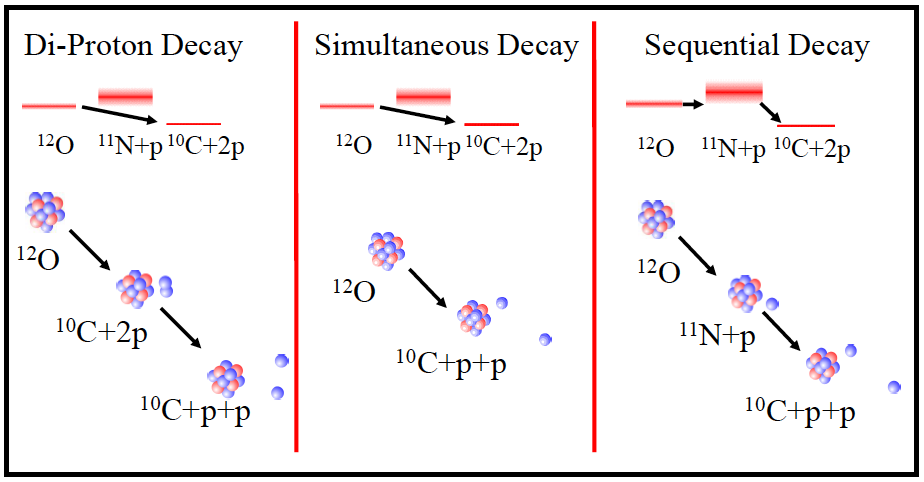 Di-Proton Decay
¹²O ¹¹N+p ¹⁰C+2p
¹²O
¹⁰C+2p
¹⁰C+p+p
Simultaneous Decay
¹²O ¹¹N+p ¹⁰C+2p
¹²O
¹⁰C+p+p
Sequential Decay
¹²O ¹¹N+p ¹⁰C+2p
¹²O
¹¹N+p
¹⁰C+p+p